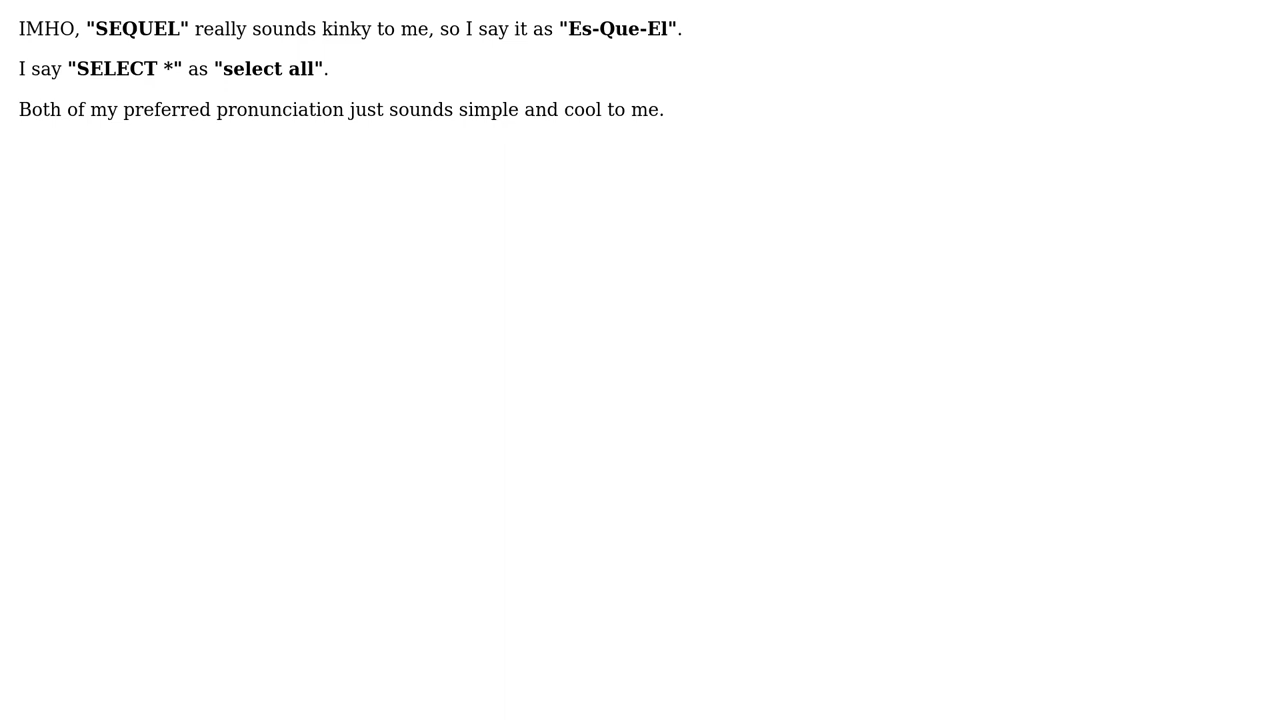 IMHO, "SEQUEL" really sounds kinky to me, so I say it as "Es-Que-El".
I say "SELECT *" as "select all".
Both of my preferred pronunciation just sounds simple and cool to me.